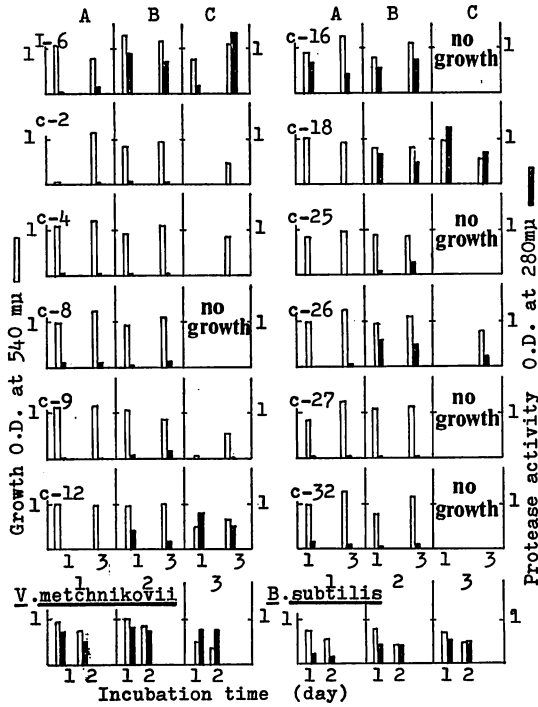 A B C A B C
I-6 c-16 no growth
1 1 1
c-2 c-18
1 1 1
c-4 c-25 no growth
1 1 1
c-8 no growth c-26
1 1
c-9 c-27 no growth
1 1 1
c-12 c-32 no growth
1 1 1
1 3 1 3 1 3 1 3 1 3 1 3
1 2 3 1 2 3
V.metchnikovii B.subtilis
1 1
1 2 1 2 1 2 1 2 1 2 1 2
Incubation time (day)
Growth O.D. at 540 mµ
Protease activity O.D. at 280mµ